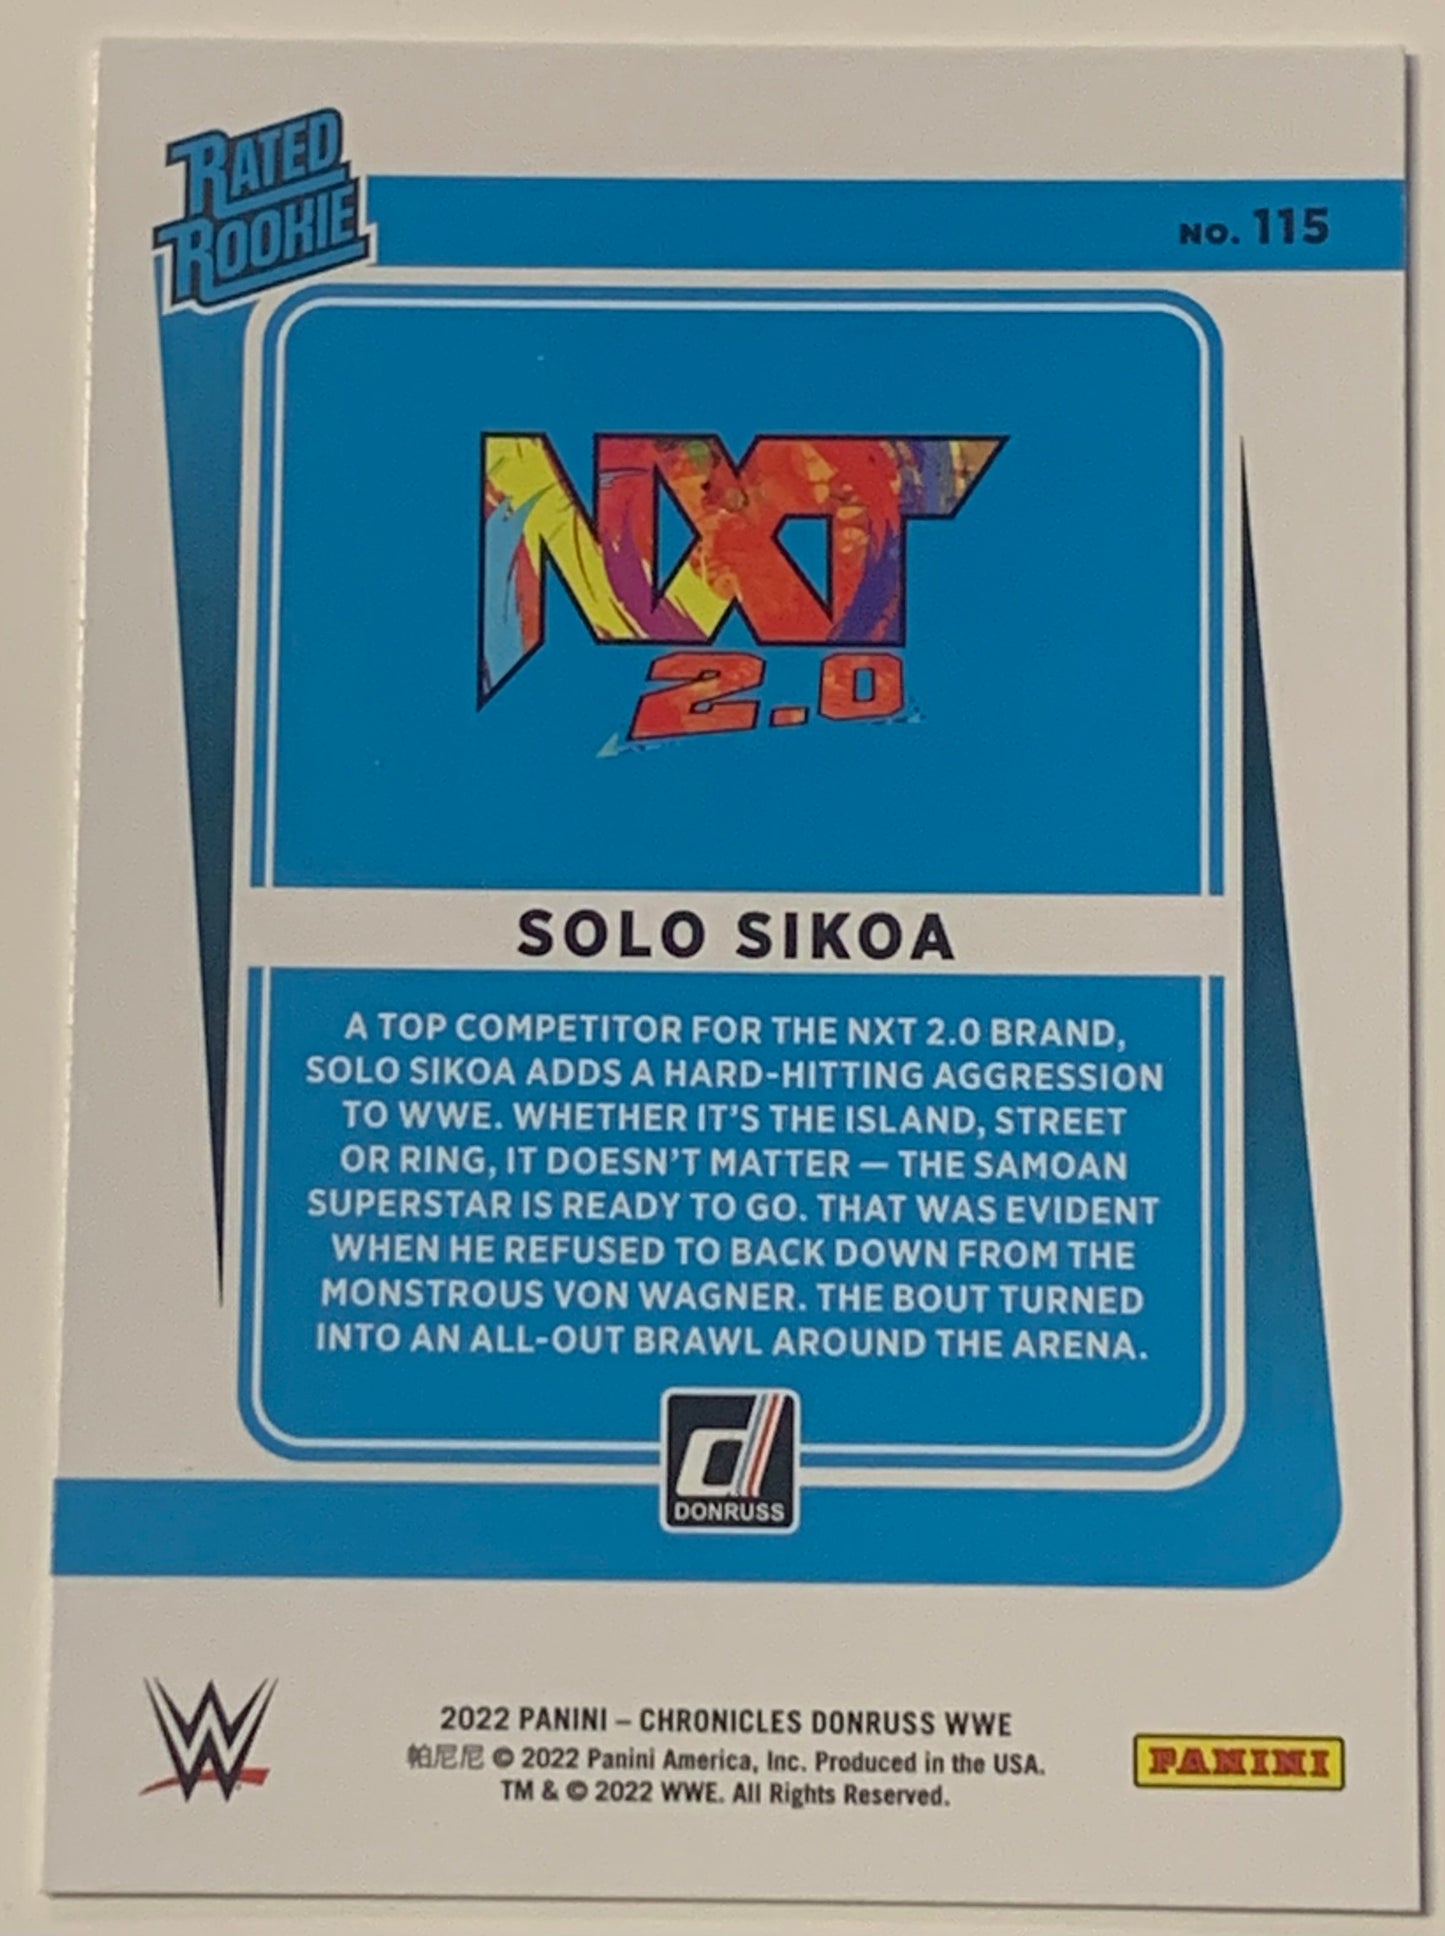 RATED
ROOKIE
NO. 115
NXT
2.0
SOLO SIKOA
A TOP COMPETITOR FOR THE NXT 2.0 BRAND,
SOLO SIKOA ADDS A HARD-HITTING AGGRESSION
TO WWE. WHETHER IT'S THE ISLAND, STREET
OR RING, IT DOESN'T MATTER — THE SAMOAN
SUPERSTAR IS READY TO GO. THAT WAS EVIDENT
WHEN HE REFUSED TO BACK DOWN FROM THE
MONSTROUS VON WAGNER. THE BOUT TURNED
INTO AN ALL-OUT BRAWL AROUND THE ARENA.
d
DONRUSS
W
2022 PANINI – CHRONICLES DONRUSS WWE
帕尼尼 © 2022 Panini America, Inc. Produced in the USA.
TM & © 2022 WWE. All Rights Reserved.
PANINI